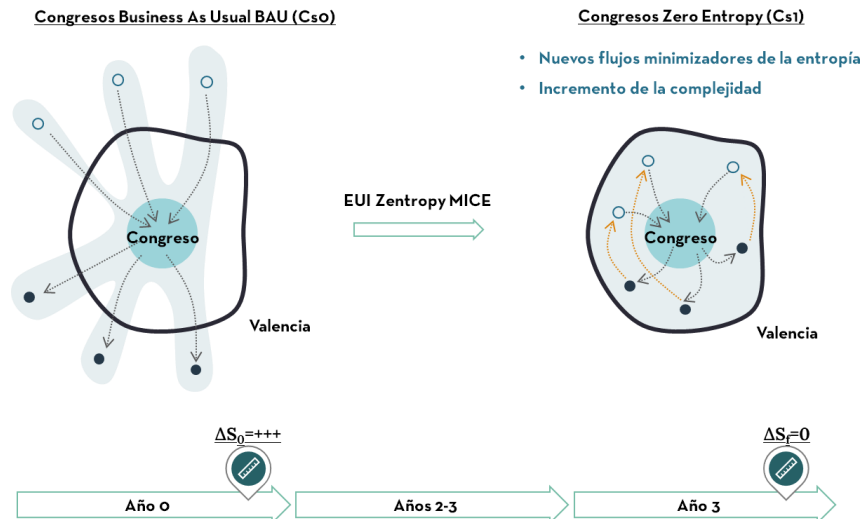 Congresos Business As Usual BAU (Cs0)
Congresos Zero Entropy (Cs1)
• Nuevos flujos minimizadores de la entropía
• Incremento de la complejidad
EUI Zentropy MICE
Congreso
Congreso
Valencia
Valencia
ΔS₀=+++
ΔS_f=0
Año 0
Años 2-3
Año 3